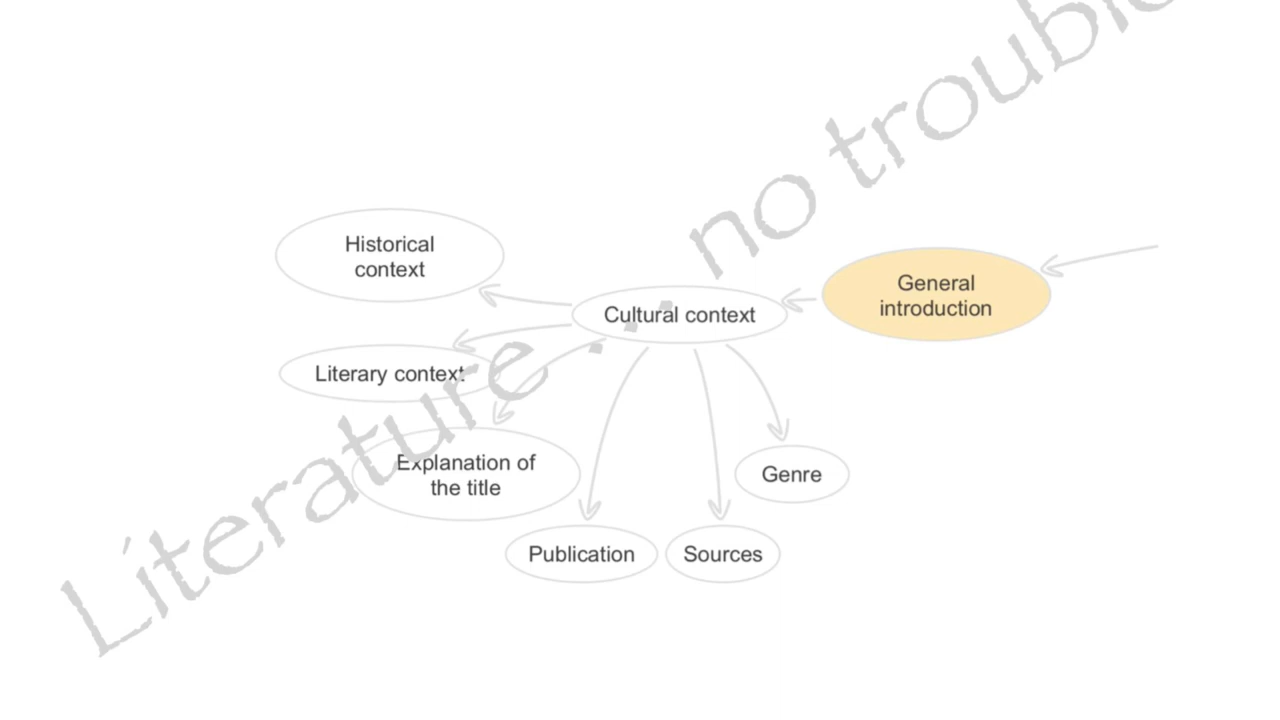 Literature ... no trouble
Historical
context
General
introduction
Cultural context
Literary context
Explanation of
the title
Genre
Publication
Sources